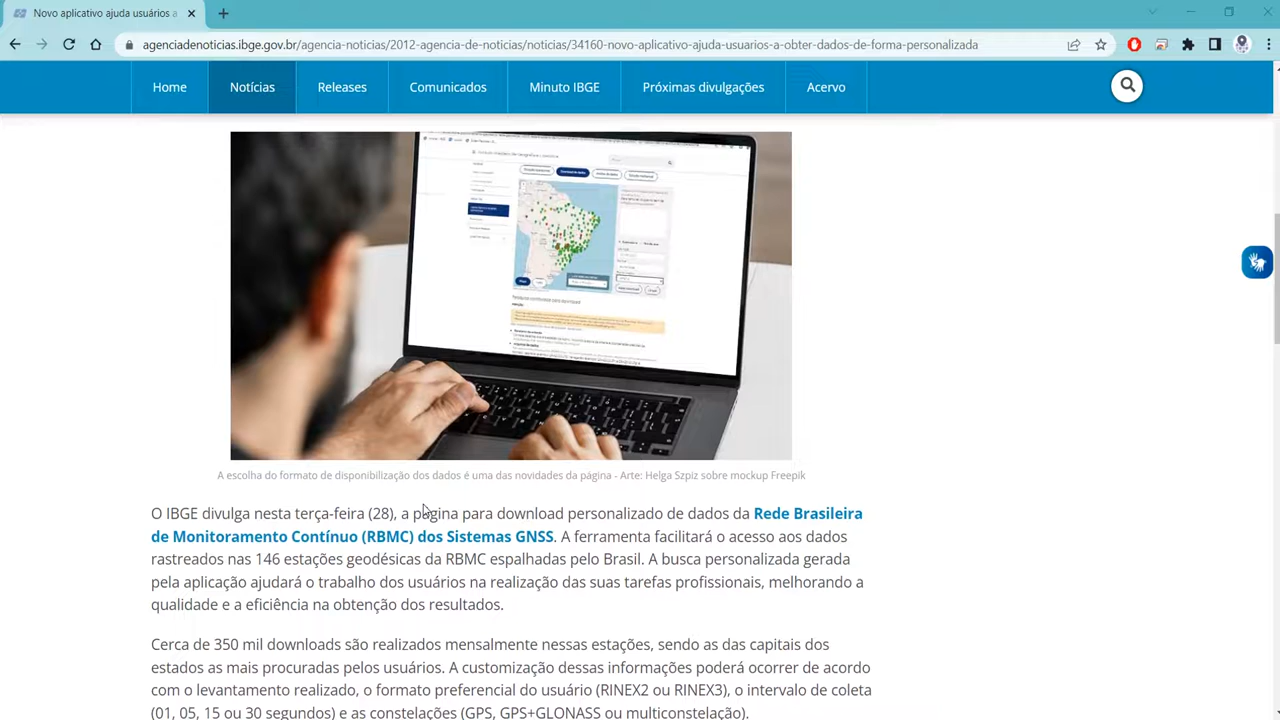 Novo aplicativo ajuda usuários a
agenciadenoticias.ibge.gov.br/agencia-noticias/2012-agencia-de-noticias/noticias/34160-novo-aplicativo-ajuda-usuarios-a-obter-dados-de-forma-personalizada
Home Notícias Releases Comunicados Minuto IBGE Próximas divulgações Acervo
A escolha do formato de disponibilização dos dados é uma das novidades da página - Arte: Helga Szpiz sobre mockup Freepik
O IBGE divulga nesta terça-feira (28), a página para download personalizado de dados da Rede Brasileira
de Monitoramento Contínuo (RBMC) dos Sistemas GNSS. A ferramenta facilitará o acesso aos dados
rastreados nas 146 estações geodésicas da RBMC espalhadas pelo Brasil. A busca personalizada gerada
pela aplicação ajudará o trabalho dos usuários na realização das suas tarefas profissionais, melhorando a
qualidade e a eficiência na obtenção dos resultados.
Cerca de 350 mil downloads são realizados mensalmente nessas estações, sendo as das capitais dos
estados as mais procuradas pelos usuários. A customização dessas informações poderá ocorrer de acordo
com o levantamento realizado, o formato preferencial do usuário (RINEX2 ou RINEX3), o intervalo de coleta
(01, 05, 15 ou 30 segundos) e as constelações (GPS, GPS+GLONASS ou multiconstelação).